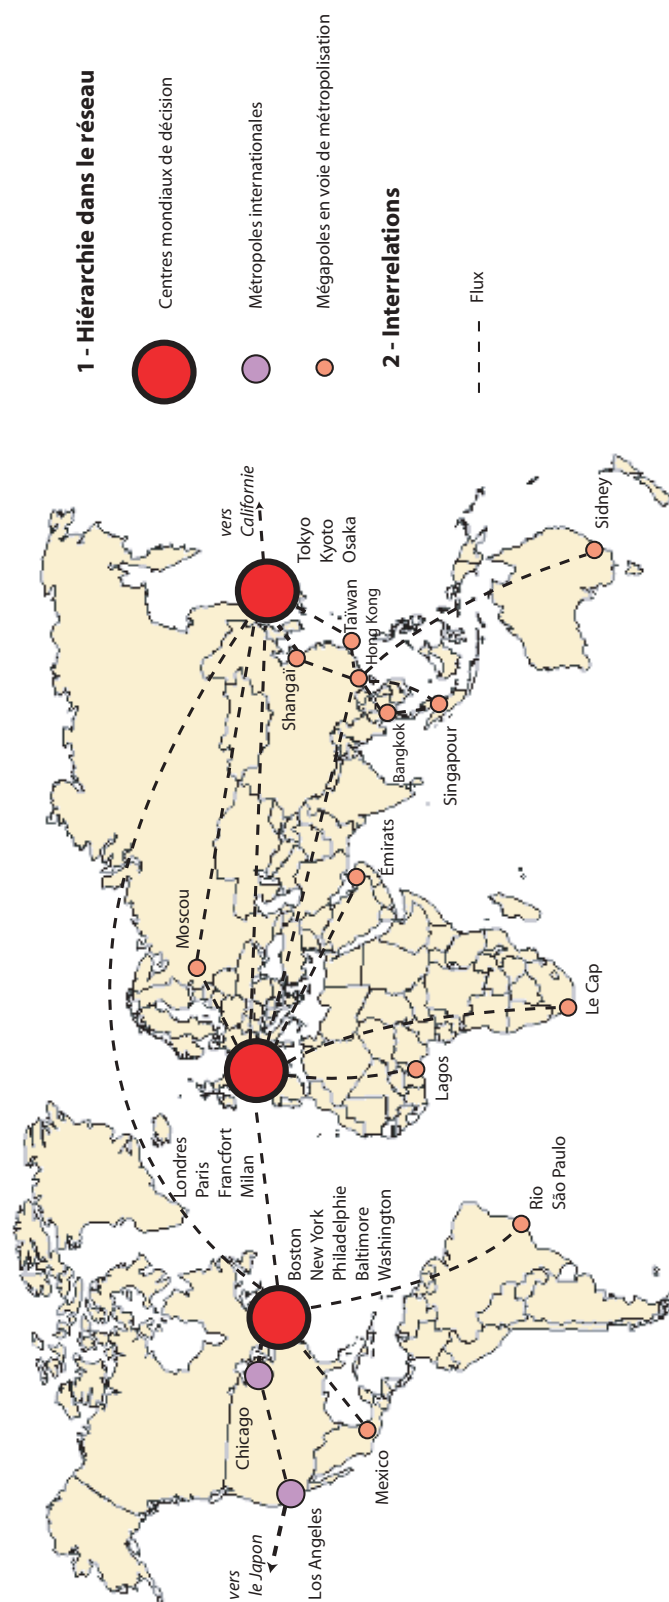 1 - Hiérarchie dans le réseau
Centres mondiaux de décision
Métropoles internationales
Mégapoles en voie de métropolisation
2 - Interrelations
Flux
vers
Californie
Tokyo
Kyoto
Osaka
Taïwan
Hong Kong
Shangaï
Bangkok
Singapour
Sidney
Moscou
Émirats
Le Cap
Lagos
Londres
Paris
Francfort
Milan
Boston
New York
Philadelphie
Baltimore
Washington
Rio
São Paulo
Chicago
Mexico
Los Angeles
vers
le Japon